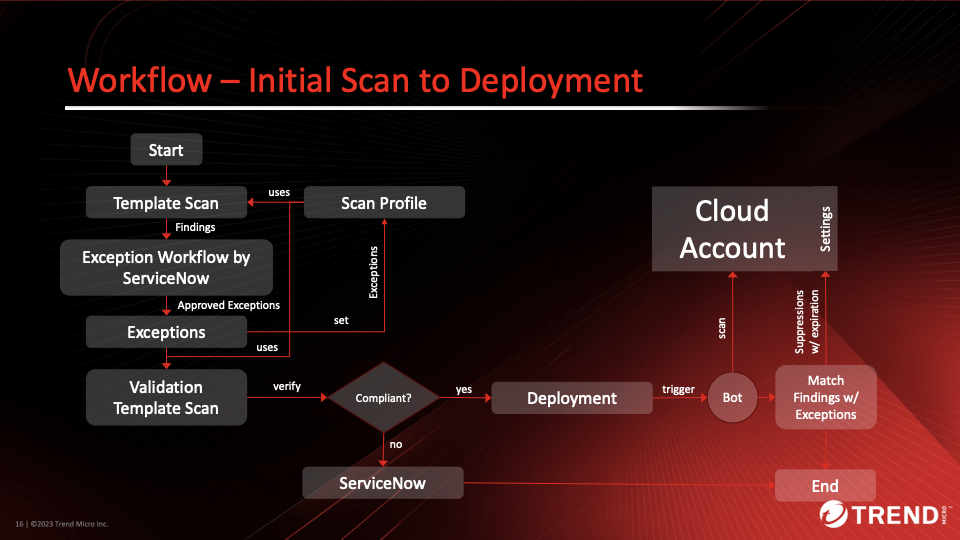 Workflow – Initial Scan to Deployment
Start
Template Scan
uses
Scan Profile
Findings
Exception Workflow by
ServiceNow
Approved Exceptions
Exceptions
set
Exceptions
uses
Validation
Template Scan
verify
Compliant?
yes
Deployment
trigger
Bot
scan
Cloud
Account
Settings
Suppressions
w/ expiration
Match
Findings w/
Exceptions
no
ServiceNow
End
16 | ©2023 Trend Micro Inc.
TREND
MICRO